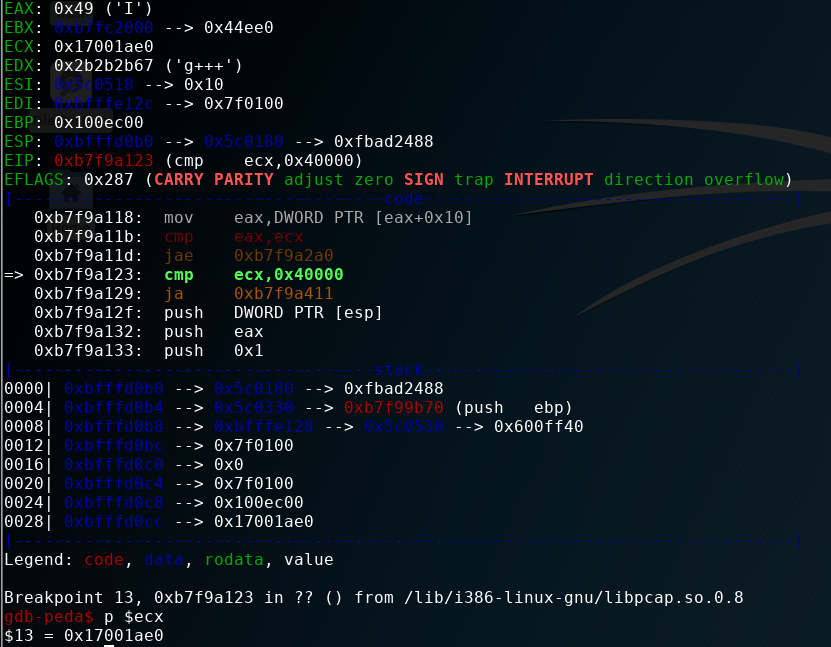 EAX: 0x49 ('I')
EBX: 0xb7fc2000 --> 0x44ee0
ECX: 0x17001ae0
EDX: 0x2b2b2b67 ('g+++')
ESI: 0x5c0518 --> 0x10
EDI: 0xbfffe12c --> 0x7f0100
EBP: 0x100ec00
ESP: 0xbfffd0b0 --> 0x5c0180 --> 0xfbad2488
EIP: 0xb7f9a123 (cmp    ecx,0x40000)
EFLAGS: 0x287 (CARRY PARITY adjust zero SIGN trap INTERRUPT direction overflow)
[-------------------------------------code-------------------------------------]
   0xb7f9a118:  mov    eax,DWORD PTR [eax+0x10]
   0xb7f9a11b:  cmp    eax,ecx
   0xb7f9a11d:  jae    0xb7f9a2a0
=> 0xb7f9a123:  cmp    ecx,0x40000
   0xb7f9a129:  ja     0xb7f9a411
   0xb7f9a12f:  push   DWORD PTR [esp]
   0xb7f9a132:  push   eax
   0xb7f9a133:  push   0x1
[------------------------------------stack-------------------------------------]
0000| 0xbfffd0b0 --> 0x5c0180 --> 0xfbad2488
0004| 0xbfffd0b4 --> 0x5c0330 --> 0xb7f99b70 (push   ebp)
0008| 0xbfffd0b8 --> 0xbfffe128 --> 0x5c0510 --> 0x600ff40
0012| 0xbfffd0bc --> 0x7f0100
0016| 0xbfffd0c0 --> 0x0
0020| 0xbfffd0c4 --> 0x7f0100
0024| 0xbfffd0c8 --> 0x100ec00
0028| 0xbfffd0cc --> 0x17001ae0
[------------------------------------------------------------------------------]
Legend: code, data, rodata, value

Breakpoint 13, 0xb7f9a123 in ?? () from /lib/i386-linux-gnu/libpcap.so.0.8
gdb-peda$ p $ecx
$13 = 0x17001ae0